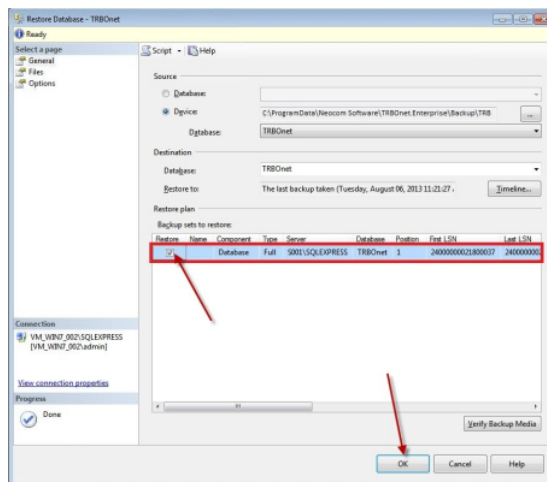 Restore Database - TRBOnet
Ready
Select a page
General
Files
Options
Script
Help
Source
Database:
Device:
C:\ProgramData\Neocom Software\TRBOnet.Enterprise\Backup\TRB
...
Database:
TRBOnet
Destination
Database:
TRBOnet
Restore to:
The last backup taken (Tuesday, August 06, 2013 11:21:27
Timeline...
Restore plan
Backup sets to restore:
Restore Name Component Type Server Database Position First LSN Last LSN
Database Full S001\SQLEXPRESS TRBOnet 1 24000000021800037 240000002
Connection
VM_WIN7_002\SQLEXPRESS
[VM_WIN7_002\admin]
View connection properties
Progress
Done
Verify Backup Media
OK
Cancel
Help